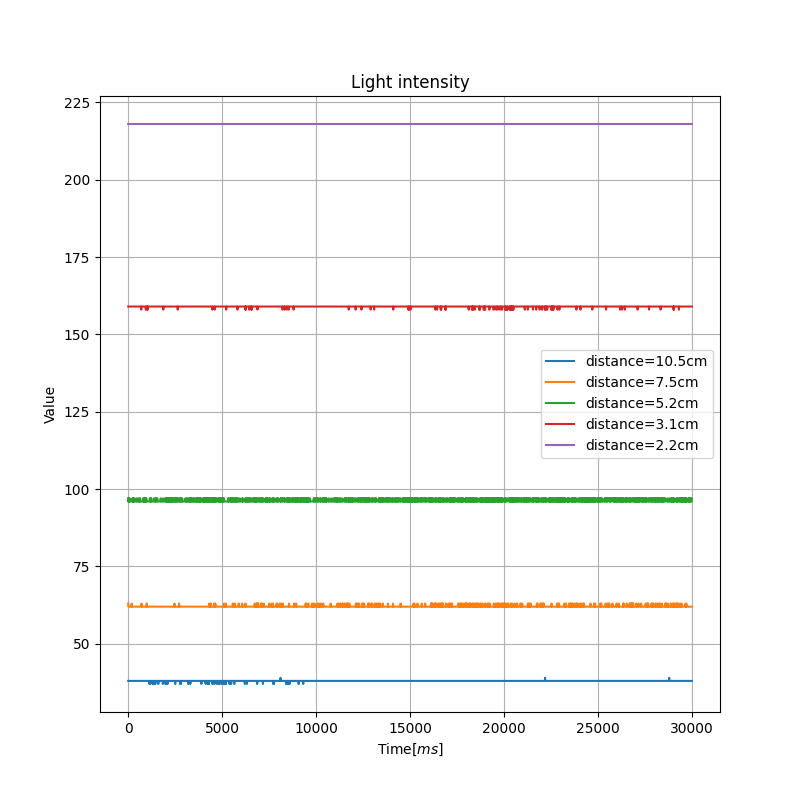 Light intensity
225
200
175
150
125
100
75
50
Value
distance=10.5cm
distance=7.5cm
distance=5.2cm
distance=3.1cm
distance=2.2cm
0 5000 10000 15000 20000 25000 30000
Time[ms]